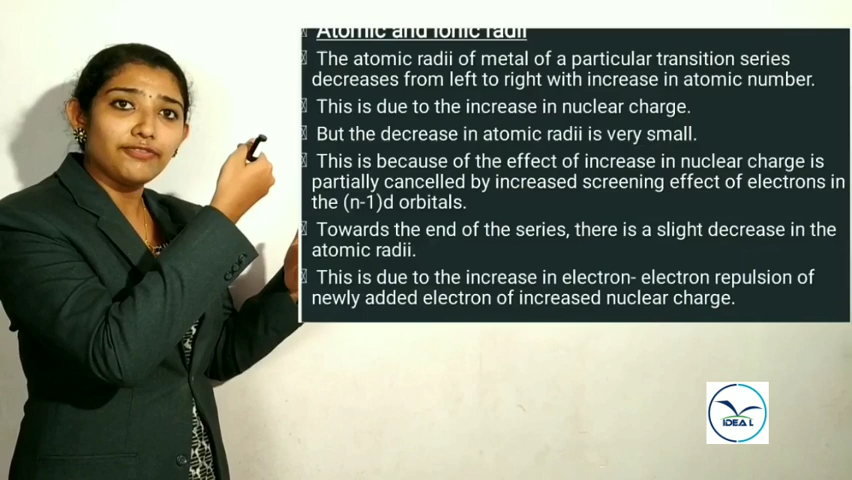 Atomic and Ionic radii
The atomic radii of metal of a particular transition series
decreases from left to right with increase in atomic number.
This is due to the increase in nuclear charge.
But the decrease in atomic radii is very small.
This is because of the effect of increase in nuclear charge is
partially cancelled by increased screening effect of electrons in
the (n-1)d orbitals.
Towards the end of the series, there is a slight decrease in the
atomic radii.
This is due to the increase in electron- electron repulsion of
newly added electron of increased nuclear charge.
IDEAL